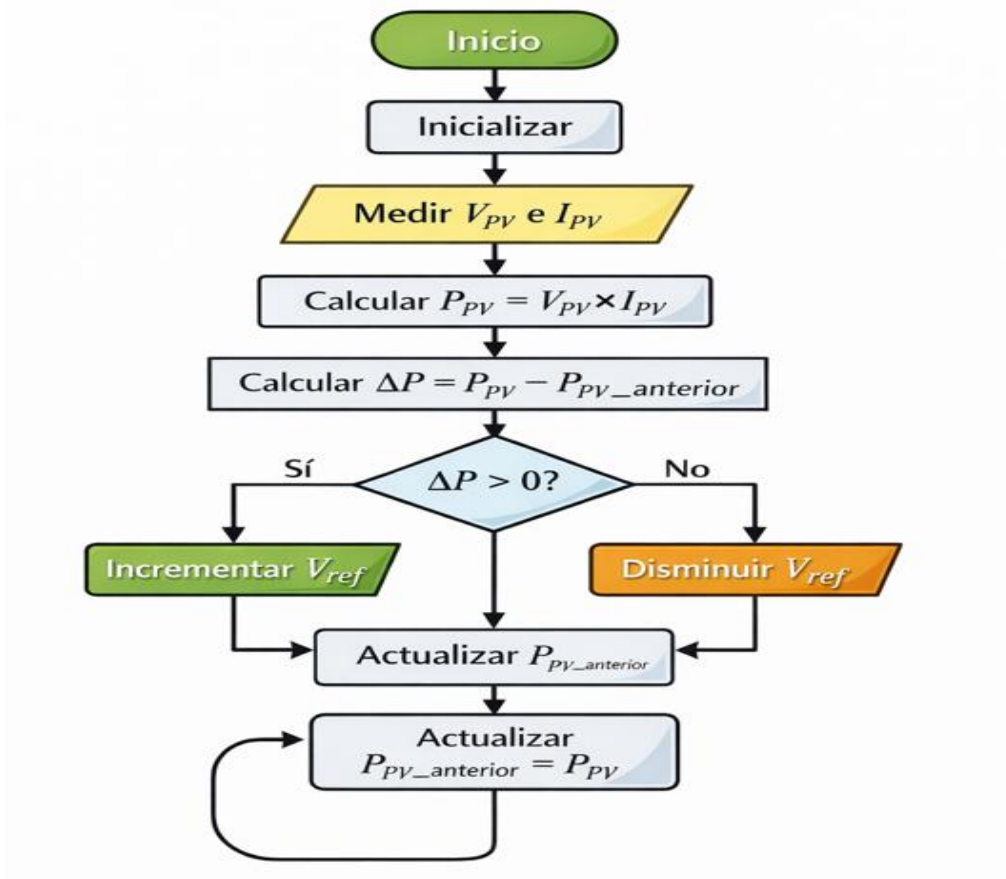 Inicio
Inicializar
Medir V_PV e I_PV
Calcular P_PV = V_PV × I_PV
Calcular ΔP = P_PV − P_PV_anterior
ΔP > 0?
Sí
No
Incrementar V_ref
Disminuir V_ref
Actualizar P_PV_anterior
Actualizar
P_PV_anterior = P_PV